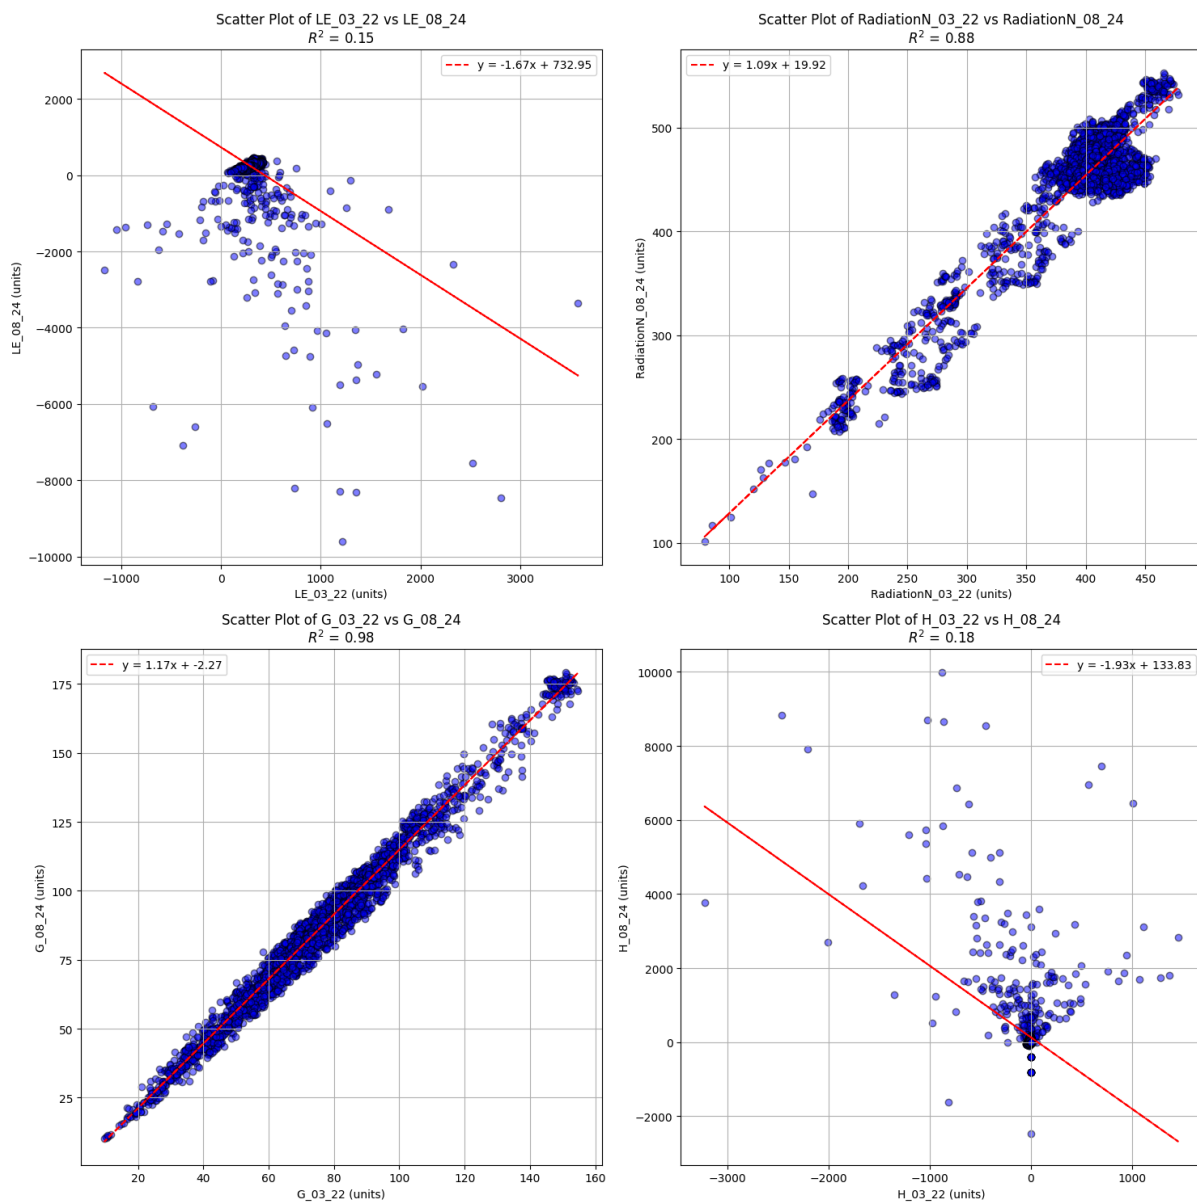 Scatter Plot of LE_03_22 vs LE_08_24
R² = 0.15
y = -1.67x + 732.95
2000
0
−2000
−4000
−6000
−8000
−10000
LE_08_24 (units)
−1000 0 1000 2000 3000
LE_03_22 (units)
Scatter Plot of RadiationN_03_22 vs RadiationN_08_24
R² = 0.88
y = 1.09x + 19.92
500
400
300
200
100
RadiationN_08_24 (units)
100 150 200 250 300 350 400 450
RadiationN_03_22 (units)
Scatter Plot of G_03_22 vs G_08_24
R² = 0.98
y = 1.17x + -2.27
175
150
125
100
75
50
25
G_08_24 (units)
20 40 60 80 100 120 140 160
G_03_22 (units)
Scatter Plot of H_03_22 vs H_08_24
R² = 0.18
y = -1.93x + 133.83
10000
8000
6000
4000
2000
0
−2000
H_08_24 (units)
−3000 −2000 −1000 0 1000
H_03_22 (units)